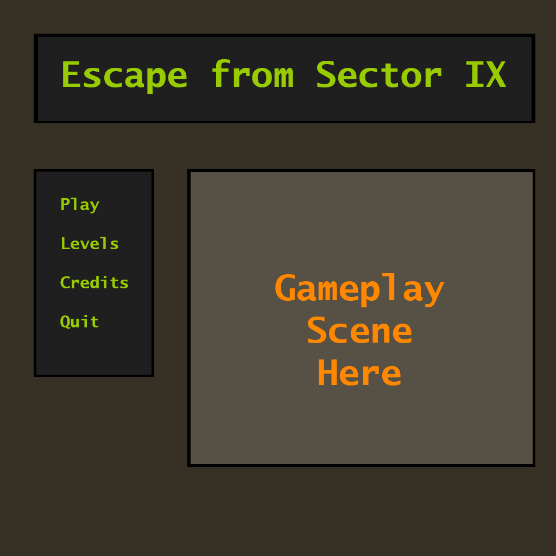 Escape from Sector IX
Play
Levels
Credits
Quit
Gameplay
Scene
Here